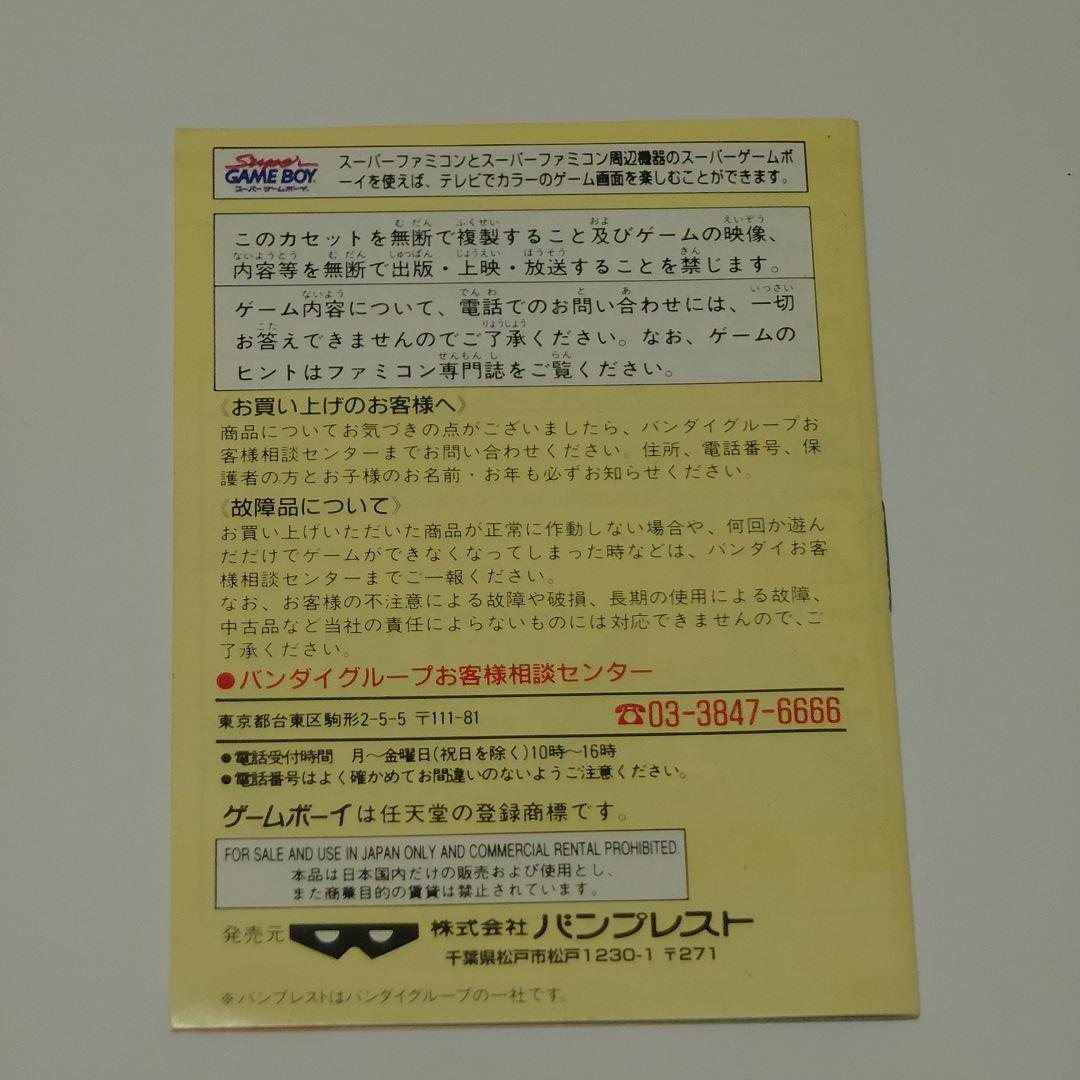 Super
GAME BOY
スーパーゲームボーイ
スーパーファミコンとスーパーファミコン周辺機器のスーパーゲームボ
ーイを使えば、テレビでカラーのゲーム画面を楽しむことができます。
このカセットを無断で複製すること及びゲームの映像、
内容等を無断で出版・上映・放送することを禁じます。
ゲーム内容について、電話でのお問い合わせには、一切
お答えできませんのでご了承ください。なお、ゲームの
ヒントはファミコン専門誌をご覧ください。
《お買い上げのお客様へ》
商品についてお気づきの点がございましたら、バンダイグループお
客様相談センターまでお問い合わせください。住所、電話番号、保
護者の方とお子様のお名前・お年も必ずお知らせください。
《故障品について》
お買い上げいただいた商品が正常に作動しない場合や、何回か遊ん
だだけでゲームができなくなってしまった時などは、バンダイお客
様相談センターまでご一報ください。
なお、お客様の不注意による故障や破損、長期の使用による故障、
中古品など当社の責任によらないものには対応できませんので、ご
了承ください。
●バンダイグループお客様相談センター
東京都台東区駒形2-5-5 〒111-81 ☎03-3847-6666
●電話受付時間 月〜金曜日(祝日を除く)10時〜16時
●電話番号はよく確かめてお間違いのないようご注意ください。
ゲームボーイは任天堂の登録商標です。
FOR SALE AND USE IN JAPAN ONLY AND COMMERCIAL RENTAL PROHIBITED.
本品は日本国内だけの販売および使用とし、
また商業目的の賃貸は禁止されています。
発売元 株式会社 バンプレスト
千葉県松戸市松戸1230-1 〒271
※バンプレストはバンダイグループの一社です。